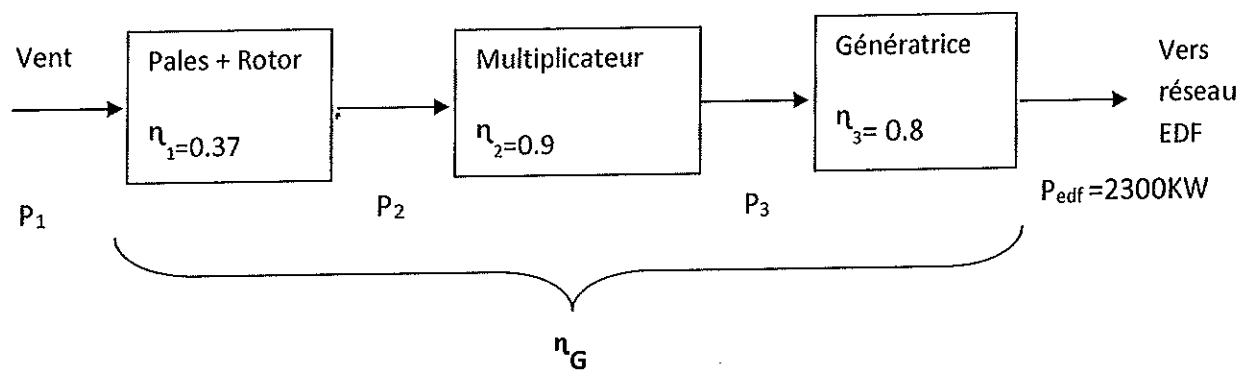 Vent
Pales + Rotor
η₁=0.37
Multiplicateur
η₂=0.9
Génératrice
η₃= 0.8
Vers
réseau
EDF
P₁
P₂
P₃
Pedf =2300KW
ηG